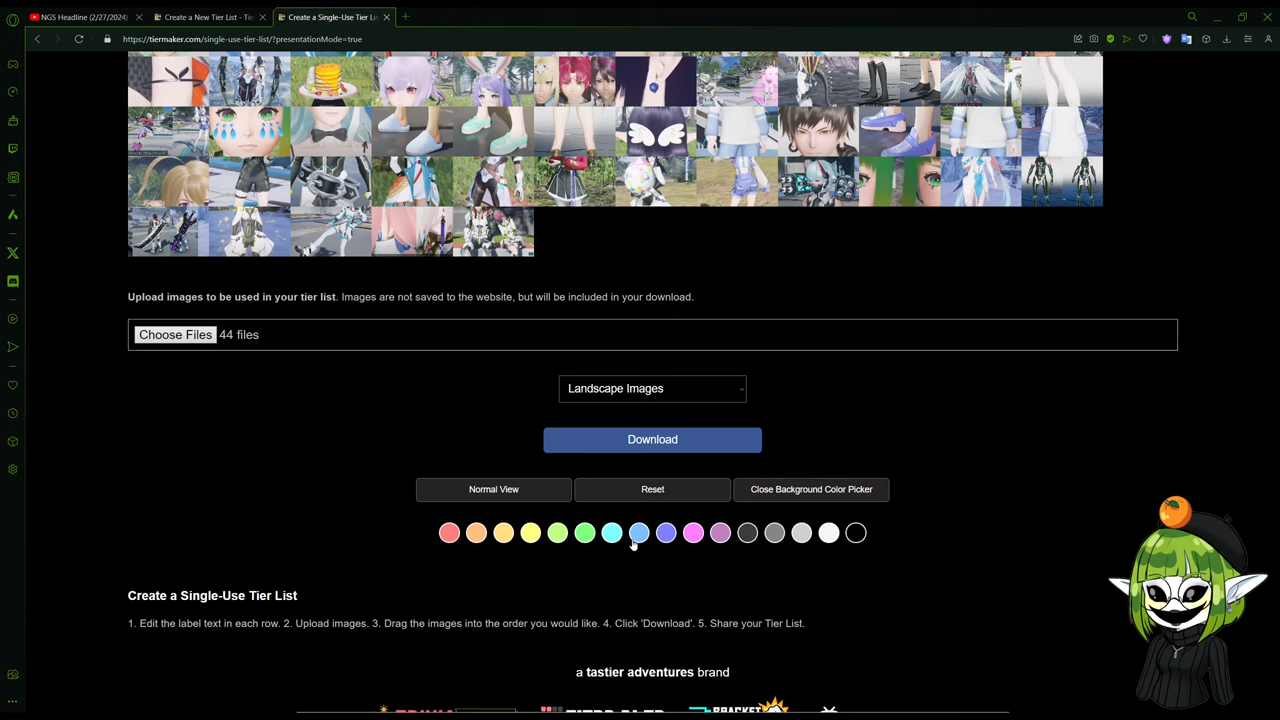 NGS Headline (2/27/2024)
Create a New Tier List - Tie
Create a Single-Use Tier Li
https://tiermaker.com/single-use-tier-list/?presentationMode=true
Upload images to be used in your tier list. Images are not saved to the website, but will be included in your download.
Choose Files 44 files
Landscape Images
Download
Normal View
Reset
Close Background Color Picker
Create a Single-Use Tier List
1. Edit the label text in each row. 2. Upload images. 3. Drag the images into the order you would like. 4. Click 'Download'. 5. Share your Tier List.
a tastier adventures brand